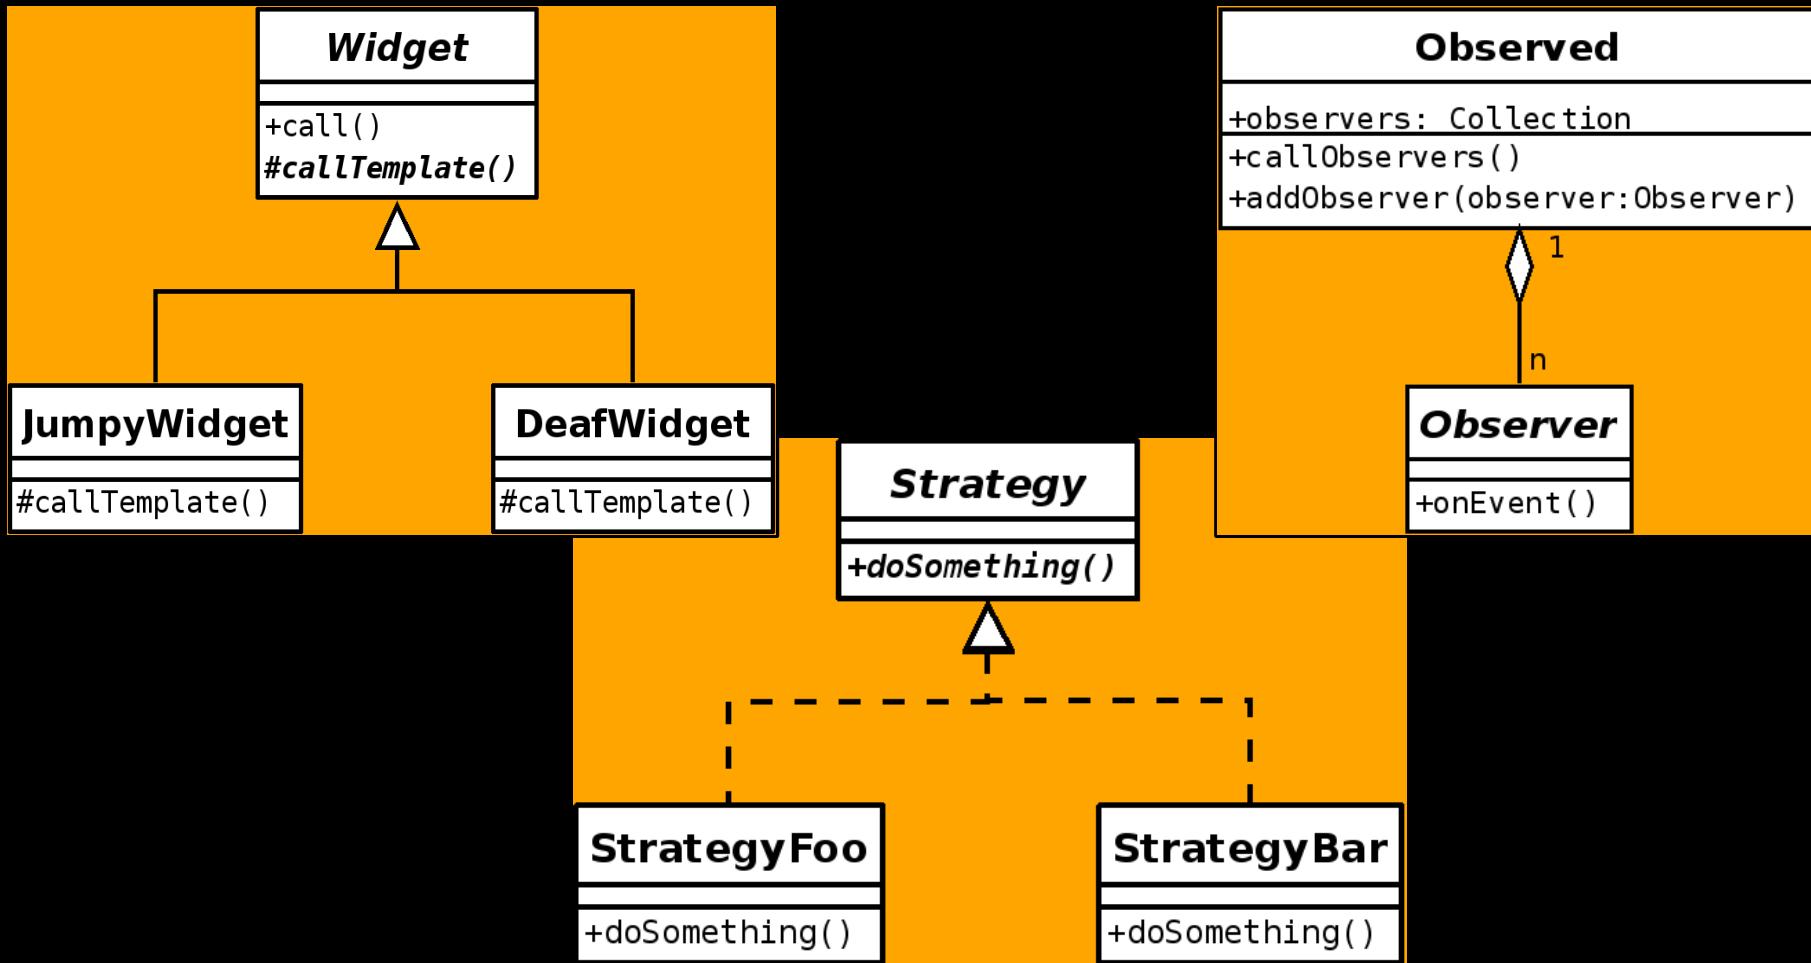 Widget
+call()
#callTemplate()
JumpyWidget
#callTemplate()
DeafWidget
#callTemplate()
Observed
+observers: Collection
+callObservers()
+addObserver(observer:Observer)
1
n
Observer
+onEvent()
Strategy
+doSomething()
StrategyFoo
+doSomething()
StrategyBar
+doSomething()